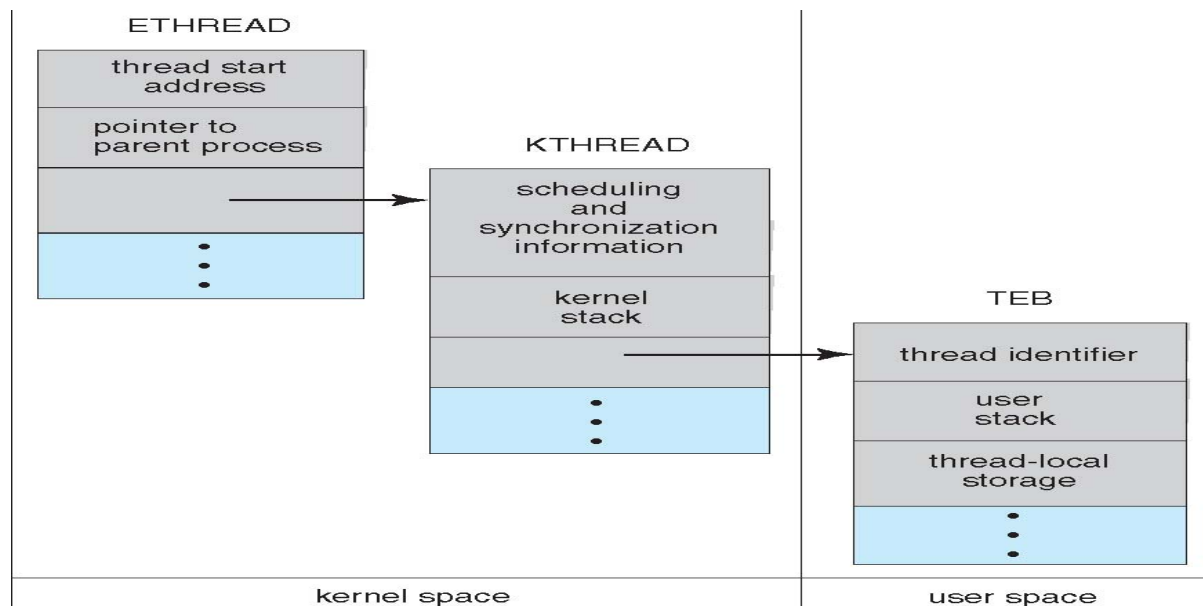 ETHREAD
thread start
address
pointer to
parent process
KTHREAD
scheduling
and
synchronization
information
kernel
stack
TEB
thread identifier
user
stack
thread-local
storage
kernel space
user space